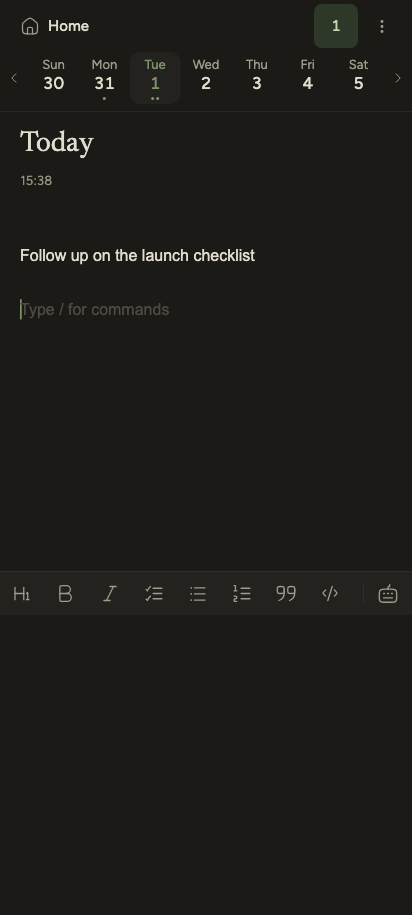 Home
1
Sun Mon Tue Wed Thu Fri Sat
30 31 1 2 3 4 5
Today
15:38
Follow up on the launch checklist
Type / for commands
H1 B I